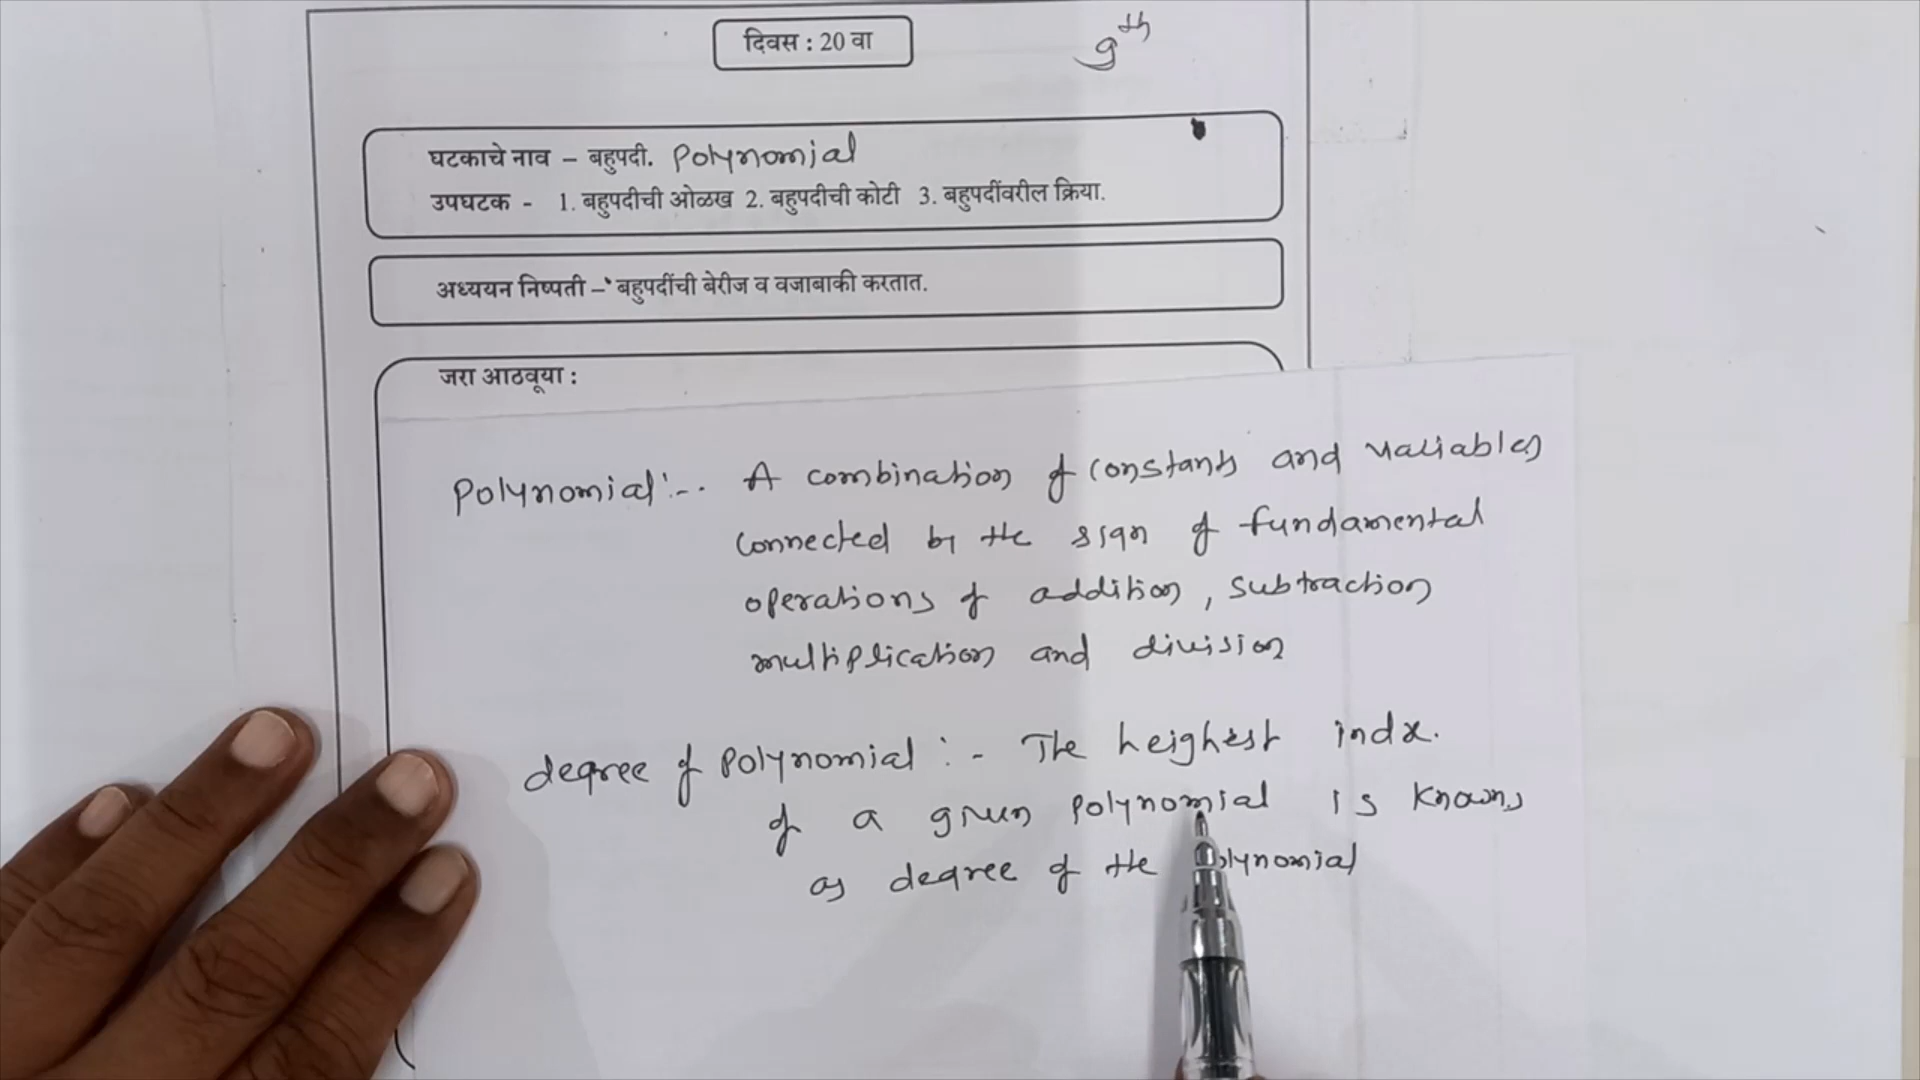 दिवस : 20 वा
9th
घटकाचे नाव – बहुपदी. Polynomial
उपघटक - 1. बहुपदीची ओळख 2. बहुपदीची कोटी 3. बहुपदींवरील क्रिया.
अध्ययन निष्पती – बहुपदींची बेरीज व वजाबाकी करतात.
जरा आठवूया :
Polynomial :- A combination of constants and variables
connected by the sign of fundamental
operations of addition, subtraction
multiplication and division
degree of Polynomial :- The heighest indx.
of a given polynomial is known
as degree of the polynomial